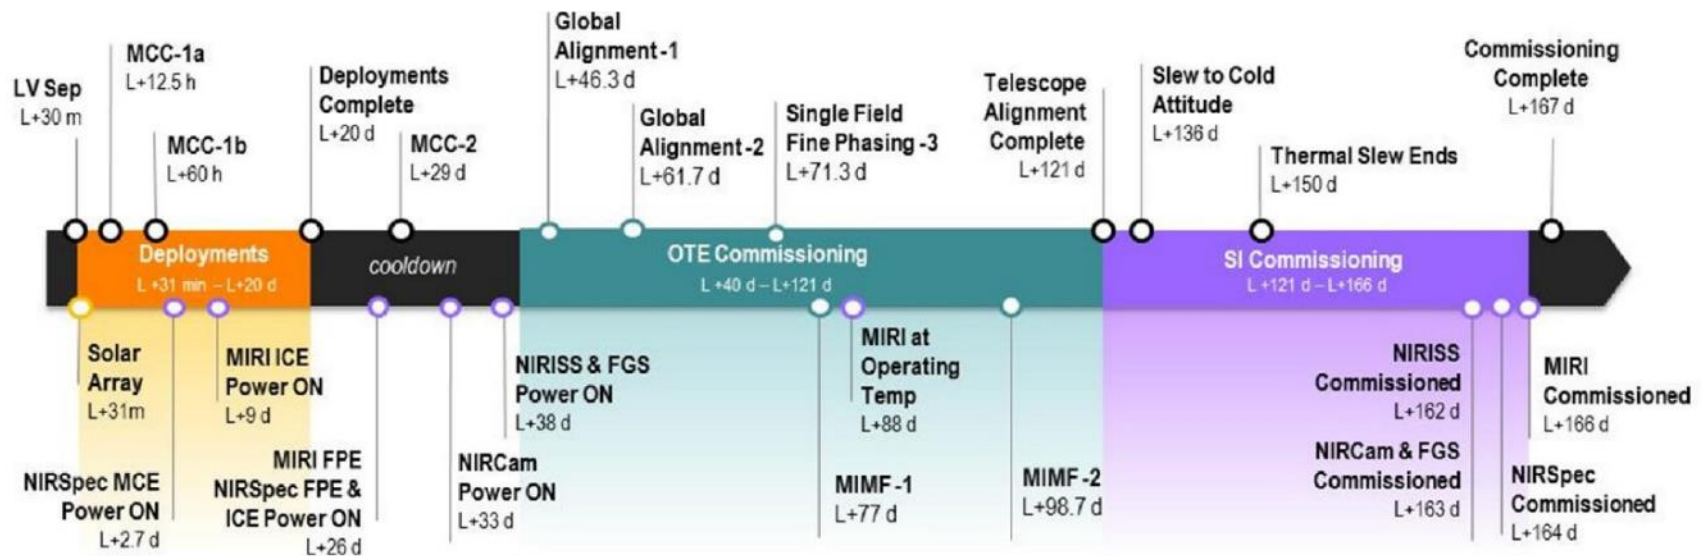 Global
Alignment-1
L+46.3 d
MCC-1a
L+12.5 h
LV Sep
L+30 m
Deployments
Complete
L+20 d
MCC-1b
L+60 h
MCC-2
L+29 d
Global
Alignment-2
L+61.7 d
Single Field
Fine Phasing -3
L+71.3 d
Telescope
Alignment
Complete
L+121 d
Slew to Cold
Attitude
L+136 d
Thermal Slew Ends
L+150 d
Commissioning
Complete
L+167 d
Deployments
L +31 min – L+20 d
cooldown
OTE Commissioning
L +40 d – L+121 d
SI Commissioning
L +121 d – L+166 d
Solar
Array
L+31m
NIRSpec MCE
Power ON
L+2.7 d
MIRI ICE
Power ON
L+9 d
MIRI FPE
NIRSpec FPE &
ICE Power ON
L+26 d
NIRCam
Power ON
L+33 d
NIRISS & FGS
Power ON
L+38 d
MIMF-1
L+77 d
MIRI at
Operating
Temp
L+88 d
MIMF-2
L+98.7 d
NIRISS
Commissioned
L+162 d
NIRCam & FGS
Commissioned
L+163 d
NIRSpec
Commissioned
L+164 d
MIRI
Commissioned
L+166 d